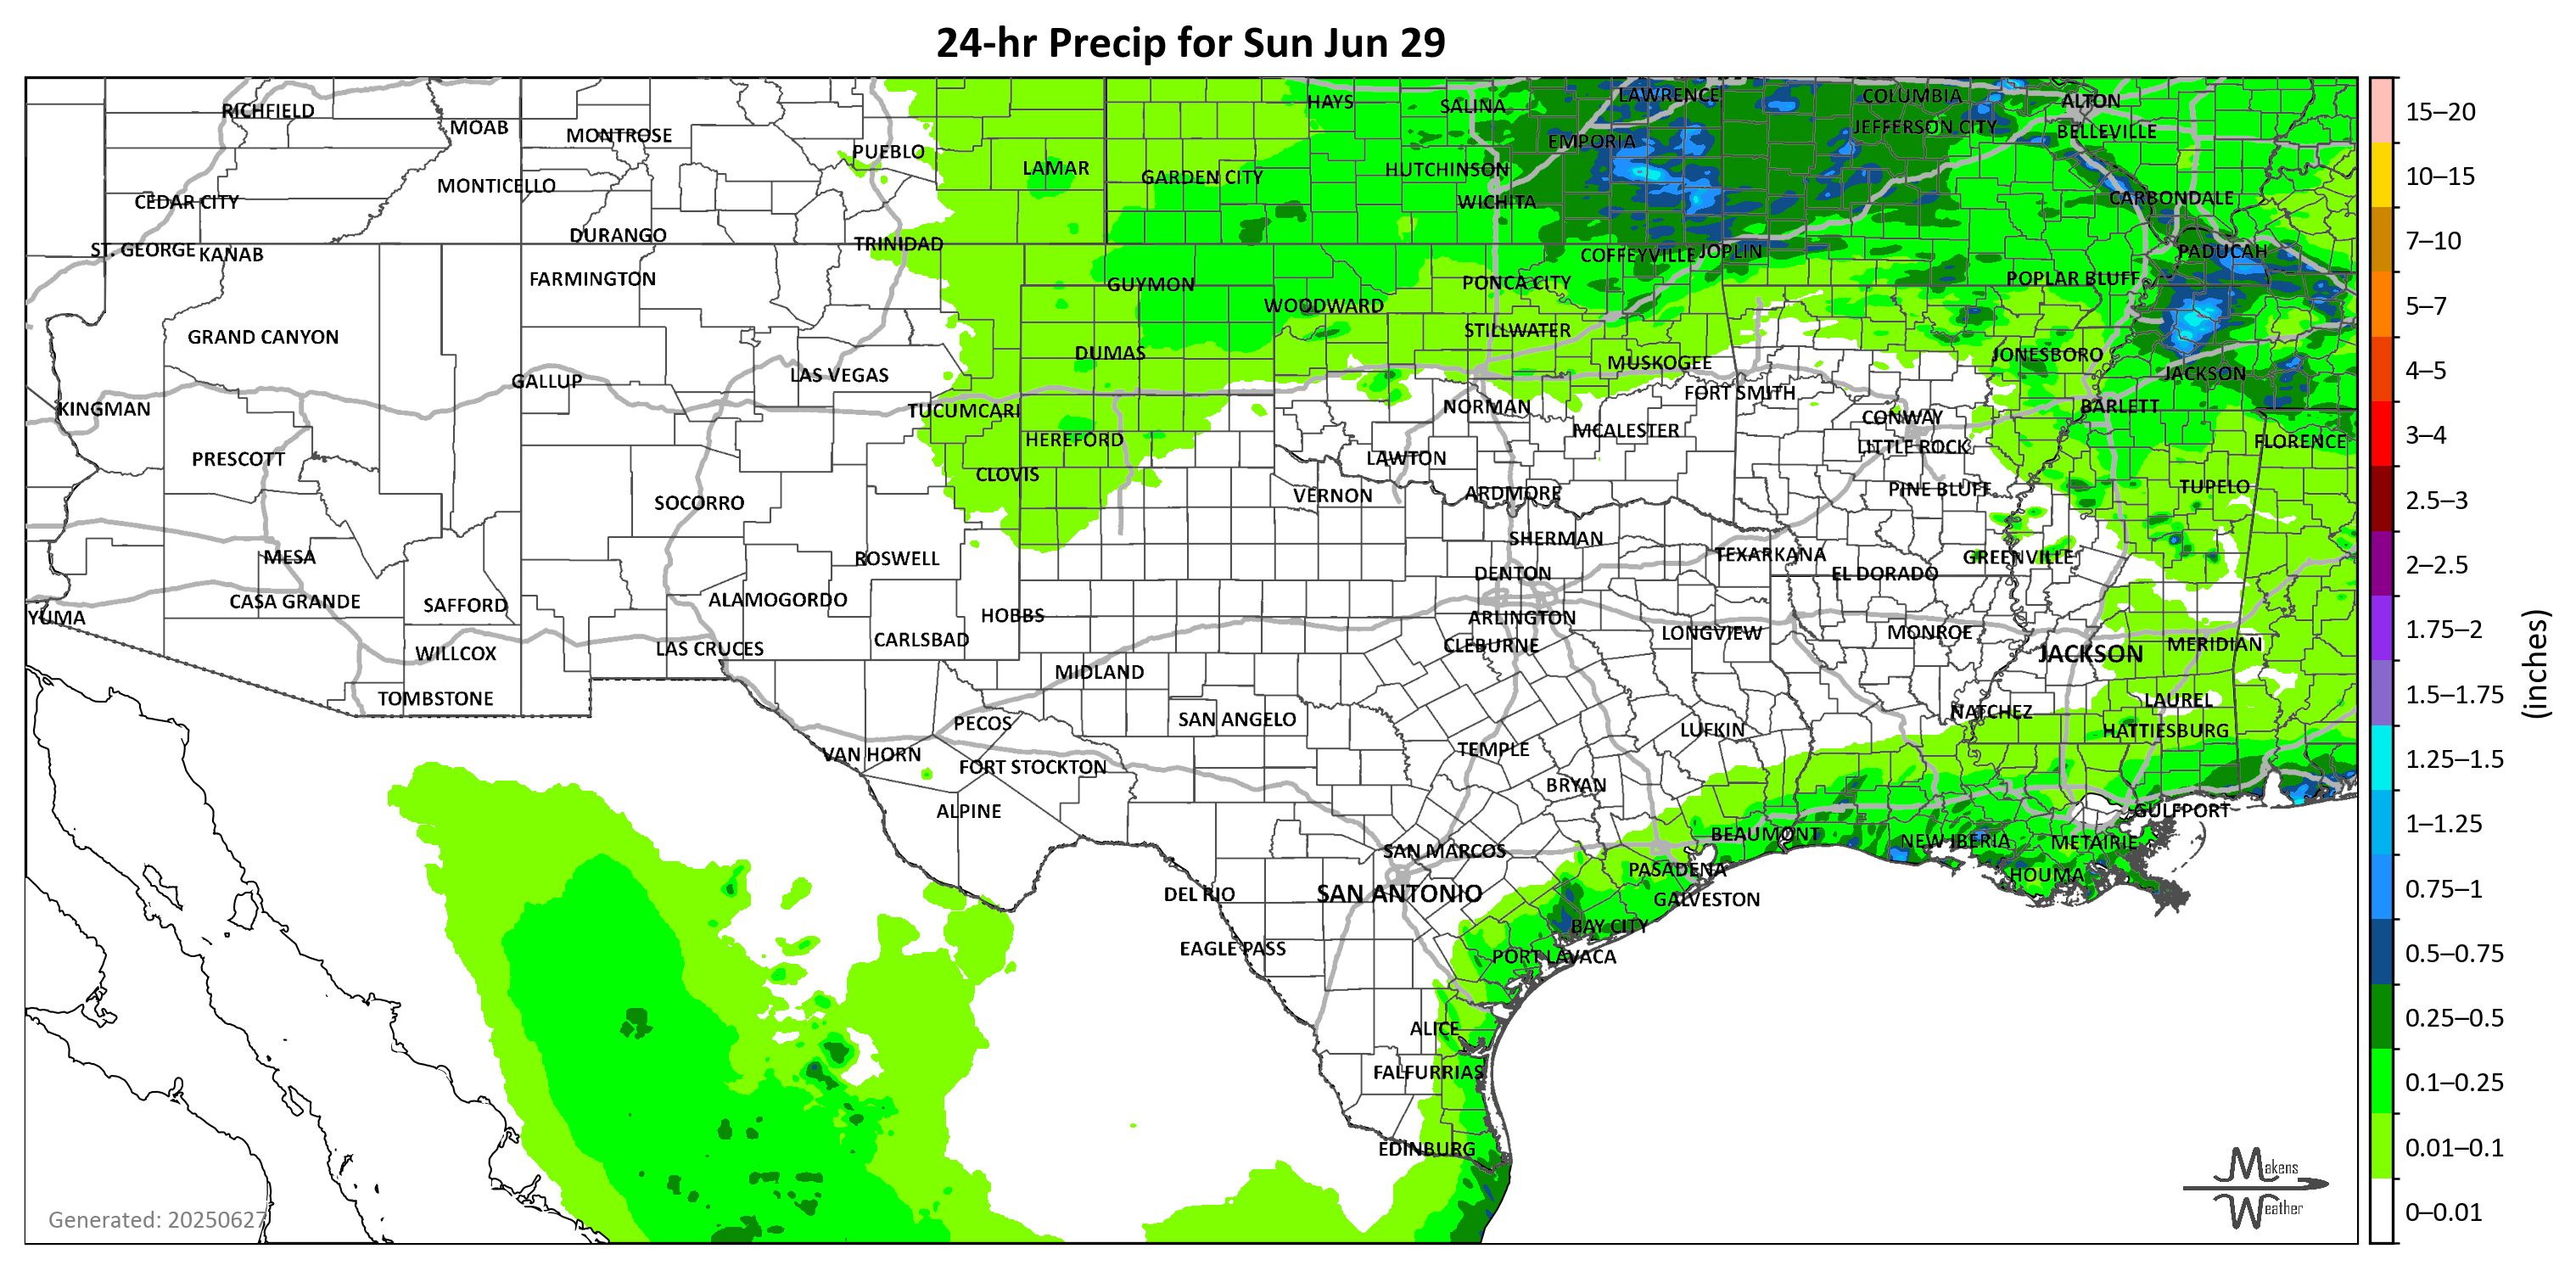 24-hr Precip for Sun Jun 29
RICHFIELD
MOAB
MONTROSE
PUEBLO
LAMAR
HAYS
SALINA
LAWRENCE
COLUMBIA
ALTON
EMPORIA
JEFFERSON CITY
BELLEVILLE
CEDAR CITY
MONTICELLO
GARDEN CITY
HUTCHINSON
WICHITA
CARBONDALE
ST. GEORGE
KANAB
DURANGO
TRINIDAD
FARMINGTON
GUYMON
WOODWARD
PONCA CITY
COFFEYVILLE
JOPLIN
POPLAR BLUFF
PADUCAH
GRAND CANYON
DUMAS
STILLWATER
MUSKOGEE
JONESBORO
JACKSON
KINGMAN
GALLUP
LAS VEGAS
TUCUMCARI
NORMAN
FORT SMITH
CONWAY
BARLETT
HEREFORD
MCALESTER
LITTLE ROCK
FLORENCE
PRESCOTT
CLOVIS
LAWTON
SOCORRO
VERNON
ARDMORE
PINE BLUFF
TUPELO
MESA
ROSWELL
SHERMAN
TEXARKANA
GREENVILLE
DENTON
EL DORADO
YUMA
CASA GRANDE
SAFFORD
ALAMOGORDO
HOBBS
ARLINGTON
WILLCOX
LAS CRUCES
CARLSBAD
CLEBURNE
LONGVIEW
MONROE
JACKSON
MERIDIAN
TOMBSTONE
MIDLAND
PECOS
SAN ANGELO
LUFKIN
NATCHEZ
LAUREL
HATTIESBURG
VAN HORN
FORT STOCKTON
TEMPLE
BRYAN
ALPINE
GULFPORT
SAN MARCOS
BEAUMONT
NEW IBERIA
METAIRIE
DEL RIO
SAN ANTONIO
PASADENA
GALVESTON
HOUMA
EAGLE PASS
BAY CITY
PORT LAVACA
ALICE
FALFURRIAS
EDINBURG
Generated: 20250627
Makens
Weather
15–20
10–15
7–10
5–7
4–5
3–4
2.5–3
2–2.5
1.75–2
1.5–1.75
1.25–1.5
1–1.25
0.75–1
0.5–0.75
0.25–0.5
0.1–0.25
0.01–0.1
0–0.01
(inches)